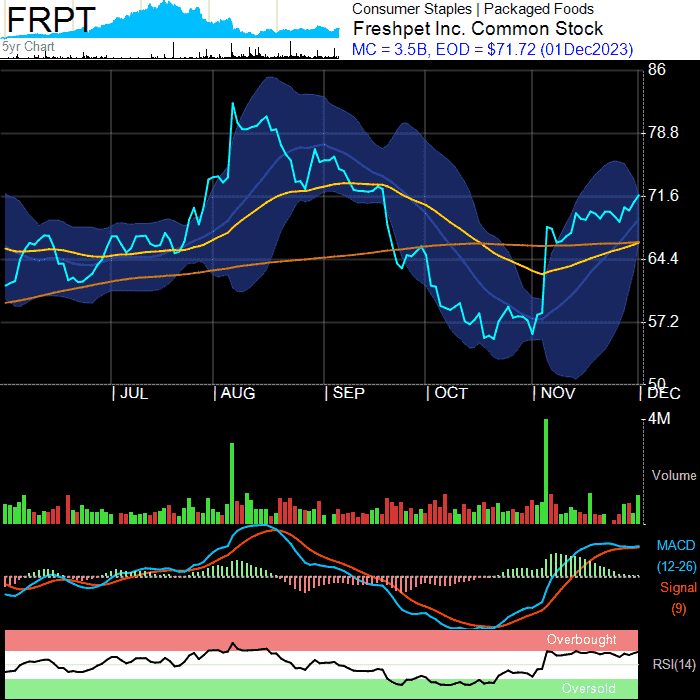 FRPT
5yr Chart
Consumer Staples | Packaged Foods
Freshpet Inc. Common Stock
MC = 3.5B, EOD = $71.72 (01Dec2023)
86
78.8
71.6
64.4
57.2
50
JUL AUG SEP OCT NOV DEC
4M
Volume
MACD
(12-26)
Signal
(9)
Overbought
RSI(14)
Oversold